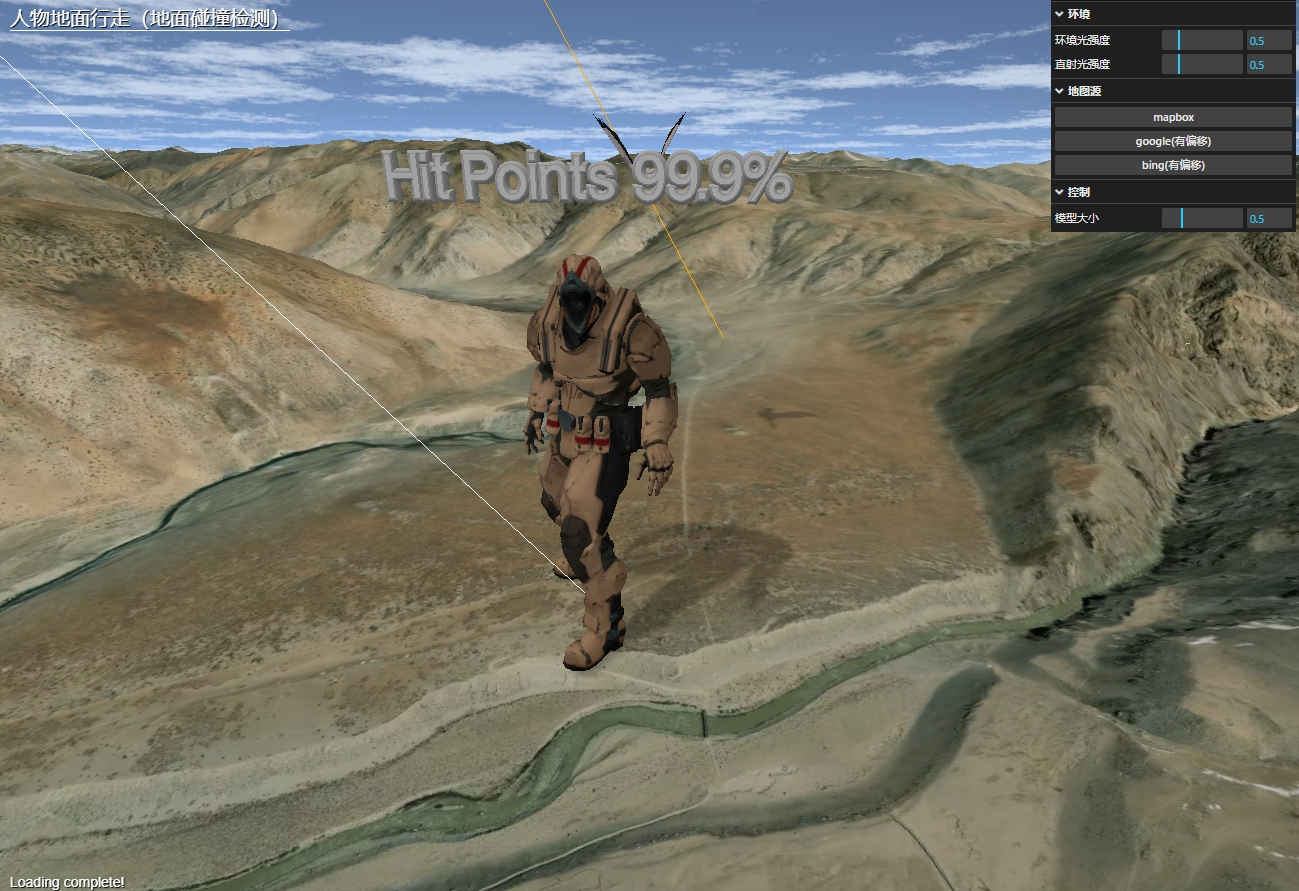 人物地面行走（地面碰撞检测）
Hit Points 99.9%
环境
环境光强度 0.5
直射光强度 0.5
地图源
mapbox
google(有偏移)
bing(有偏移)
控制
模型大小 0.5
Loading complete!